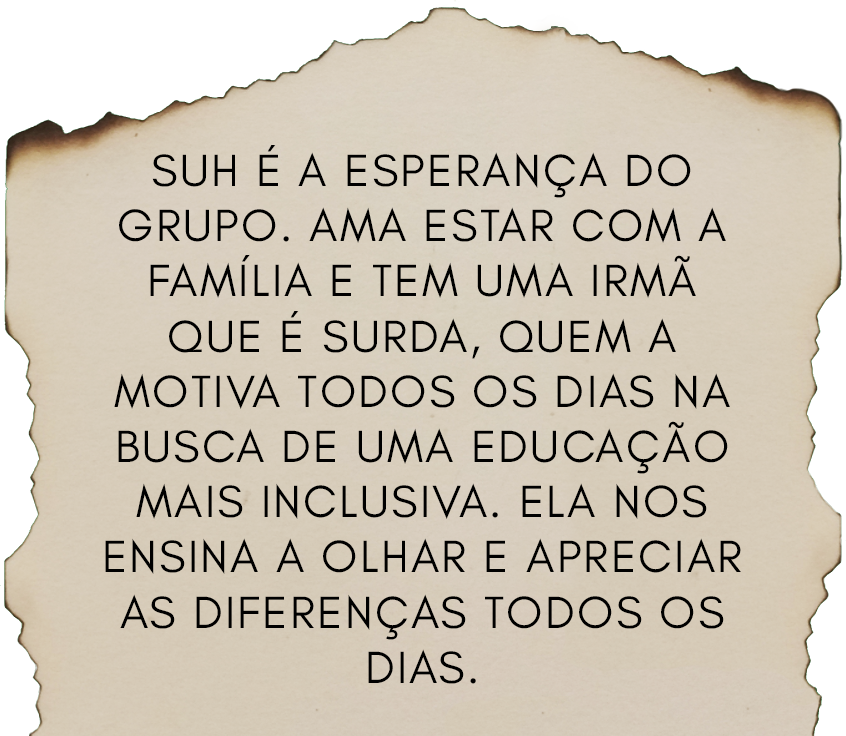 SUH É A ESPERANÇA DO
GRUPO. AMA ESTAR COM A
FAMÍLIA E TEM UMA IRMÃ
QUE É SURDA, QUEM A
MOTIVA TODOS OS DIAS NA
BUSCA DE UMA EDUCAÇÃO
MAIS INCLUSIVA. ELA NOS
ENSINA A OLHAR E APRECIAR
AS DIFERENÇAS TODOS OS
DIAS.